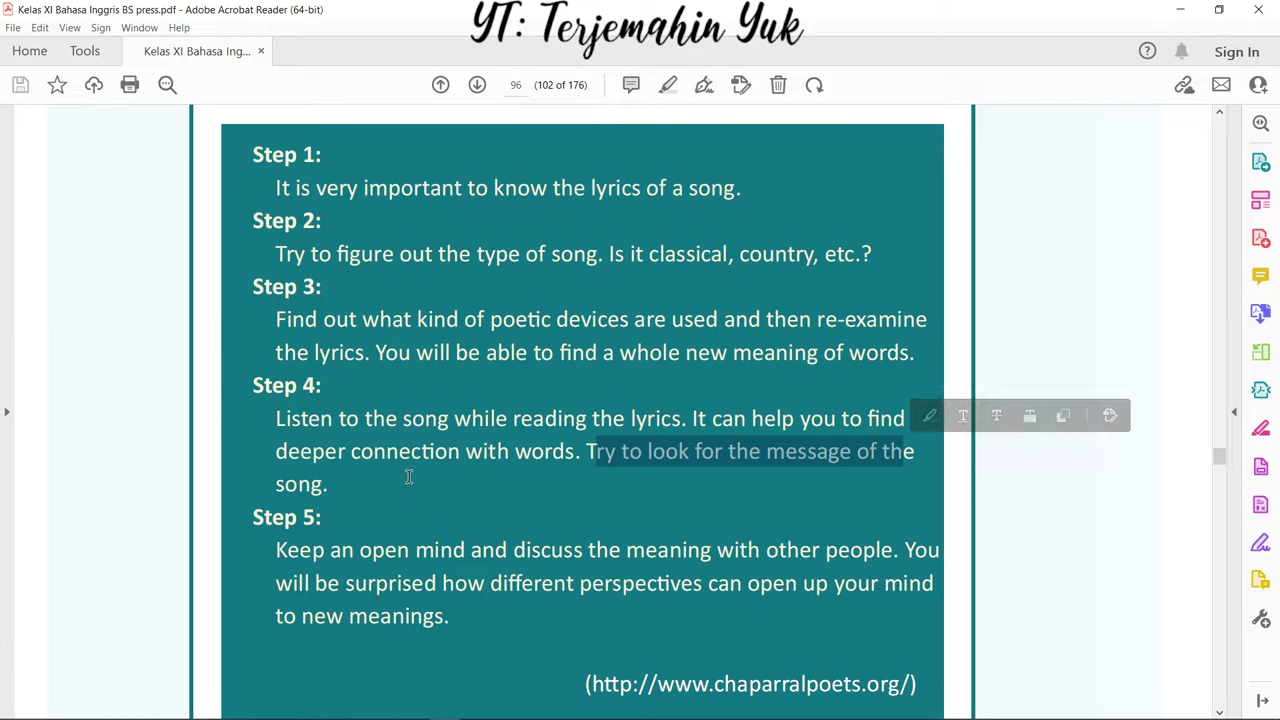 Kelas XI Bahasa Inggris BS press.pdf - Adobe Acrobat Reader (64-bit)
YT: Terjemahin Yuk
File Edit View Sign Window Help
Home Tools Kelas XI Bahasa Ing... × Sign In
96 (102 of 176)
Step 1:
It is very important to know the lyrics of a song.
Step 2:
Try to figure out the type of song. Is it classical, country, etc.?
Step 3:
Find out what kind of poetic devices are used and then re-examine
the lyrics. You will be able to find a whole new meaning of words.
Step 4:
Listen to the song while reading the lyrics. It can help you to find
deeper connection with words. Try to look for the message of the
song.
Step 5:
Keep an open mind and discuss the meaning with other people. You
will be surprised how different perspectives can open up your mind
to new meanings.
(http://www.chaparralpoets.org/)